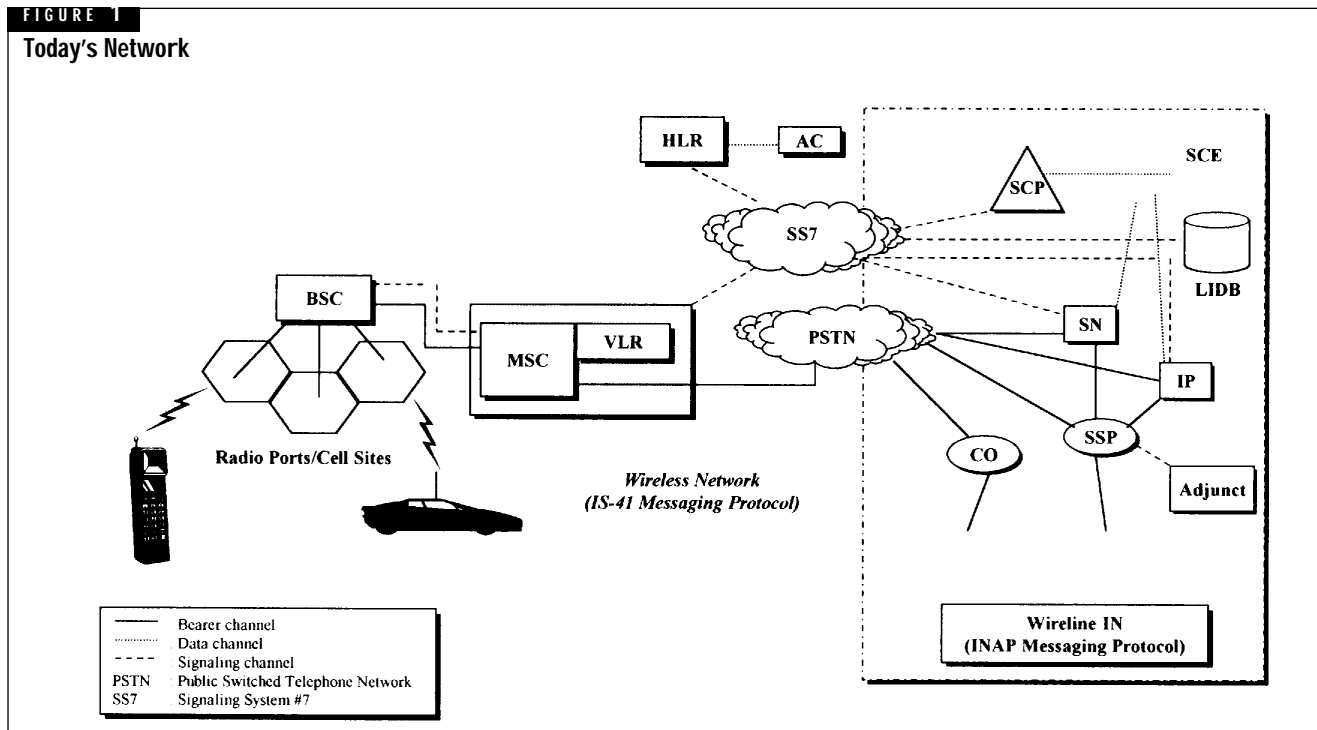 FIGURE 1
Today's Network
HLR
AC
SCP
SCE
SS7
LIDB
BSC
MSC
VLR
PSTN
SN
IP
SSP
CO
Adjunct
Radio Ports/Cell Sites
Wireless Network
(IS-41 Messaging Protocol)
Wireline IN
(INAP Messaging Protocol)
Bearer channel
Data channel
Signaling channel
PSTN Public Switched Telephone Network
SS7 Signaling System #7